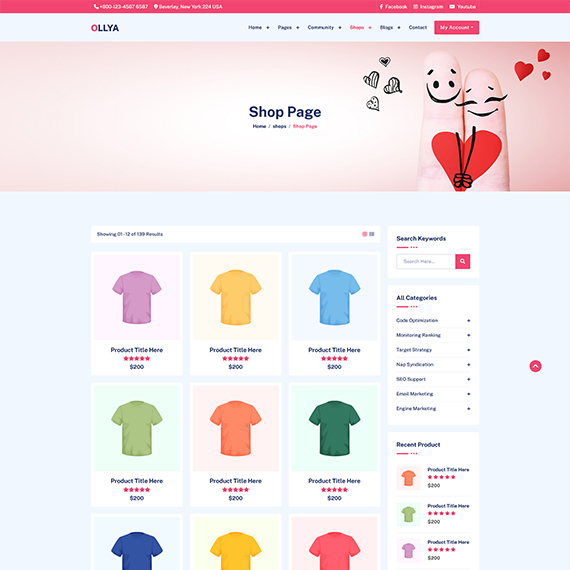 +800-123-4567 6587 Beverley, New York 224 USA
Facebook Instagram Youtube
OLLYA
Home + Pages + Community + Shops + Blogs + Contact My Account
Shop Page
Home / shops / Shop Page
Showing 01-12 of 139 Results
Product Title Here
$200
Product Title Here
$200
Product Title Here
$200
Product Title Here
$200
Product Title Here
$200
Product Title Here
$200
Search Keywords
Search Here...
All Categories
Code Optimization +
Monitoring Ranking +
Target Strategy +
Nap Syndication +
SEO Support +
Email Marketing +
Engine Marketing +
Recent Product
Product Title Here
$200
Product Title Here
$200
Product Title Here
$200